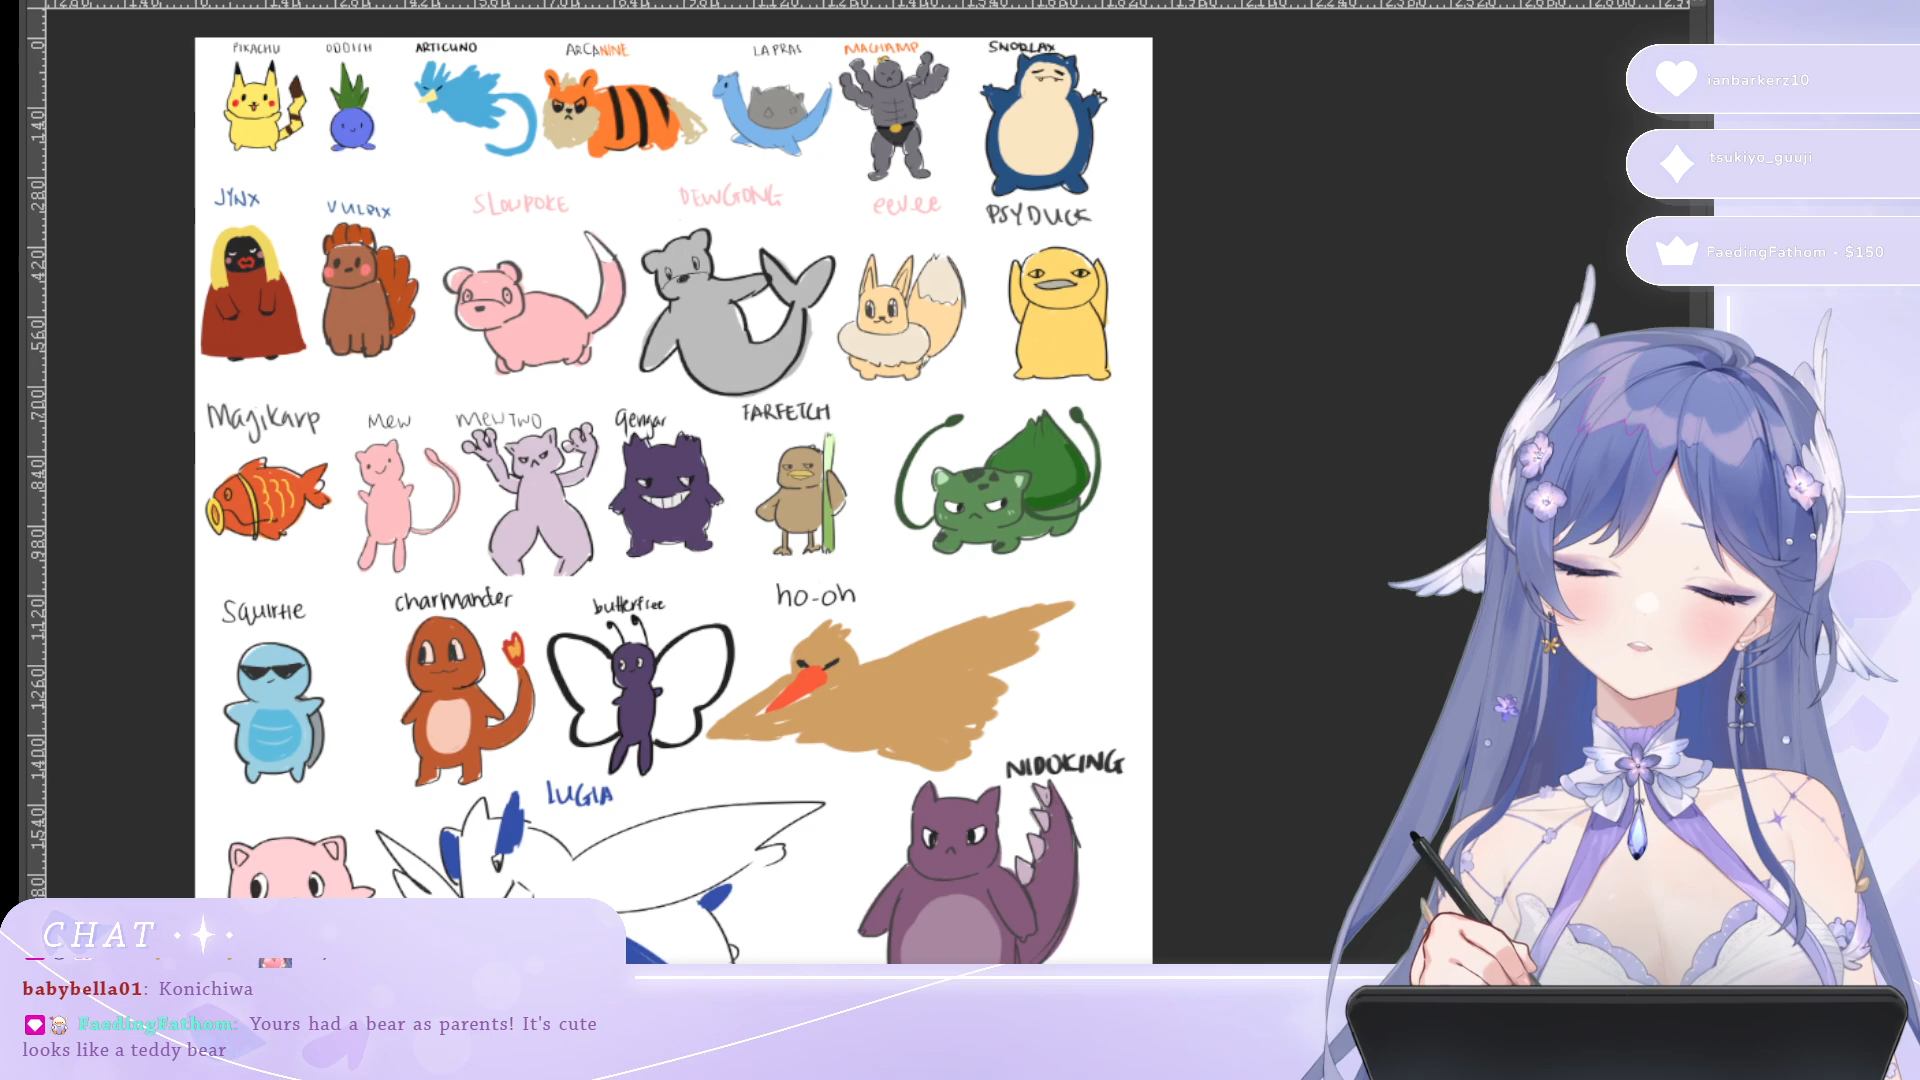 PIKACHU ODDISH ARTICUNO ARCANINE LAPRAS MACHAMP SNORLAX
JYNX VULPIX SLOWPOKE DEWGONG eevee PSYDUCK
Magikarp Mew MEWTWO gengar FARFETCH
Squirtle charmander butterfree ho-oh
LUGIA NIDOKING
ianbarkerz10
tsukiyo_guuji
FaedingFathom - $150
CHAT
babybella01: Konichiwa
FaedingFathom: Yours had a bear as parents! It's cute
looks like a teddy bear